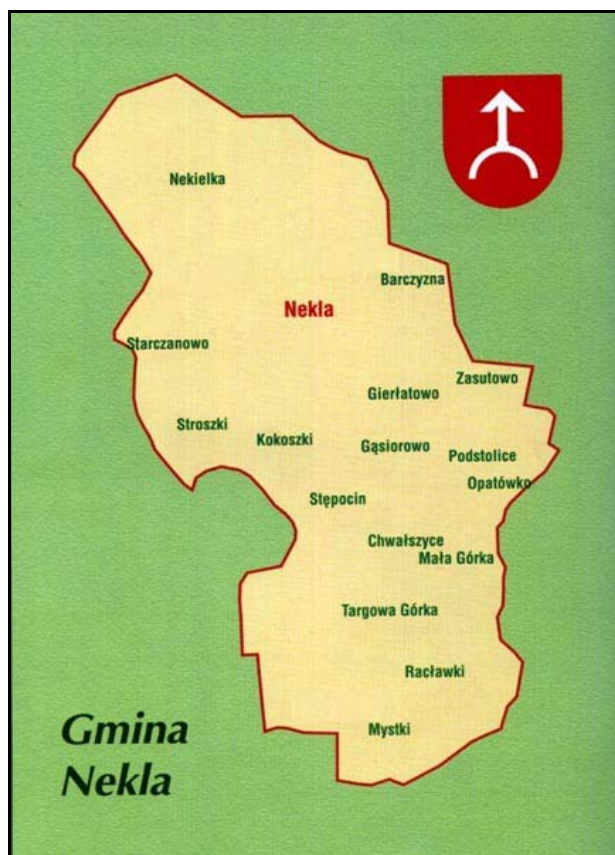 Nekielka
Barczyzna
Nekla
Starczanowo
Zasutowo
Gierłatowo
Stroszki
Kokoszki
Gąsiorowo
Podstolice
Opatówko
Stępocin
Chwałszyce
Mała Górka
Targowa Górka
Racławki
Mystki
Gmina
Nekla